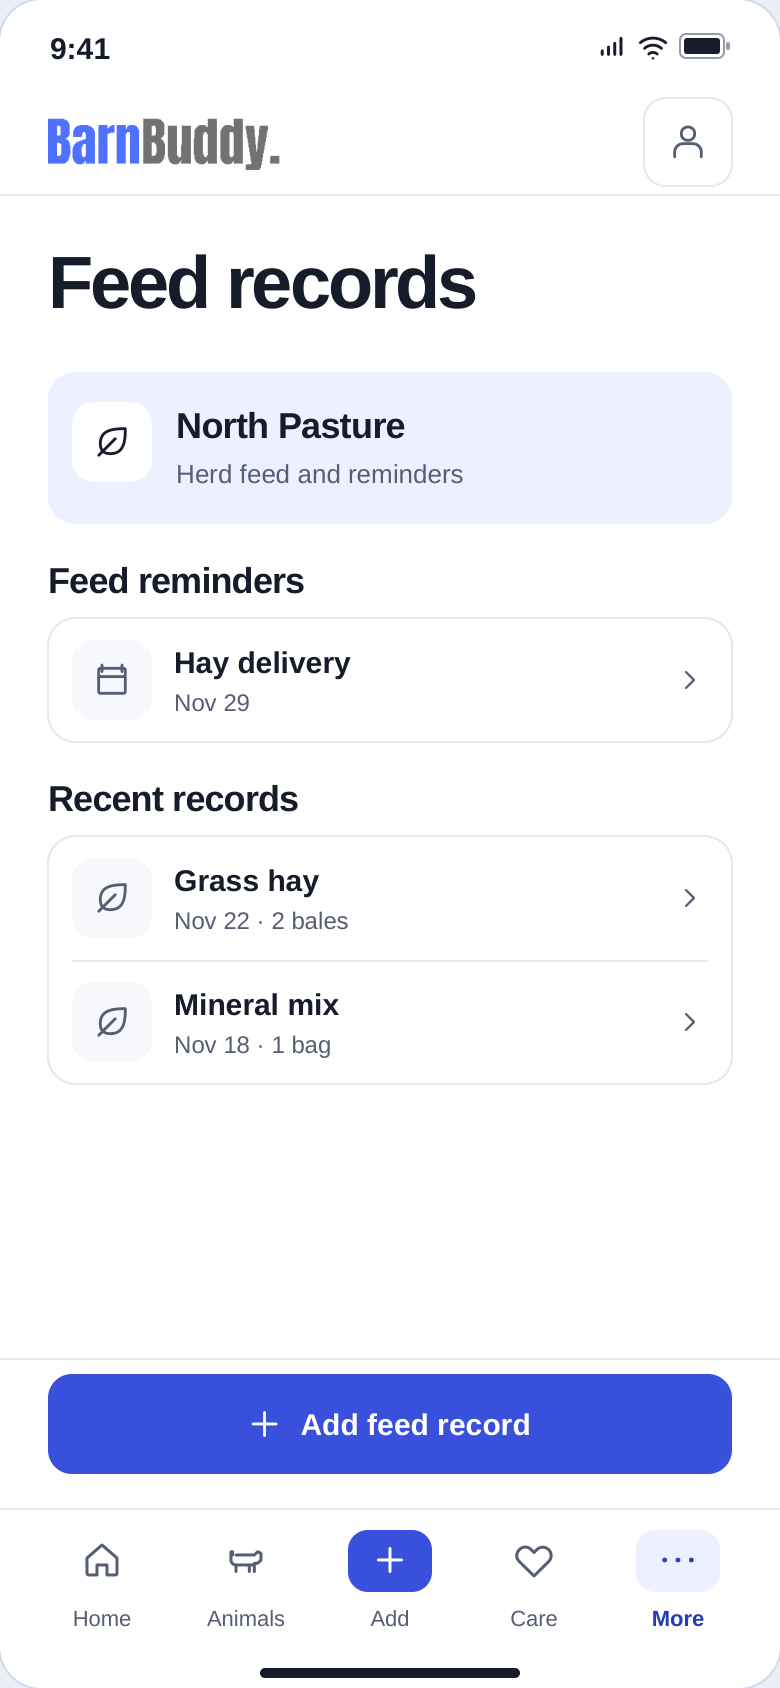 9:41
BarnBuddy.
Feed records
North Pasture
Herd feed and reminders
Feed reminders
Hay delivery
Nov 29
Recent records
Grass hay
Nov 22 · 2 bales
Mineral mix
Nov 18 · 1 bag
Add feed record
Home
Animals
Add
Care
More